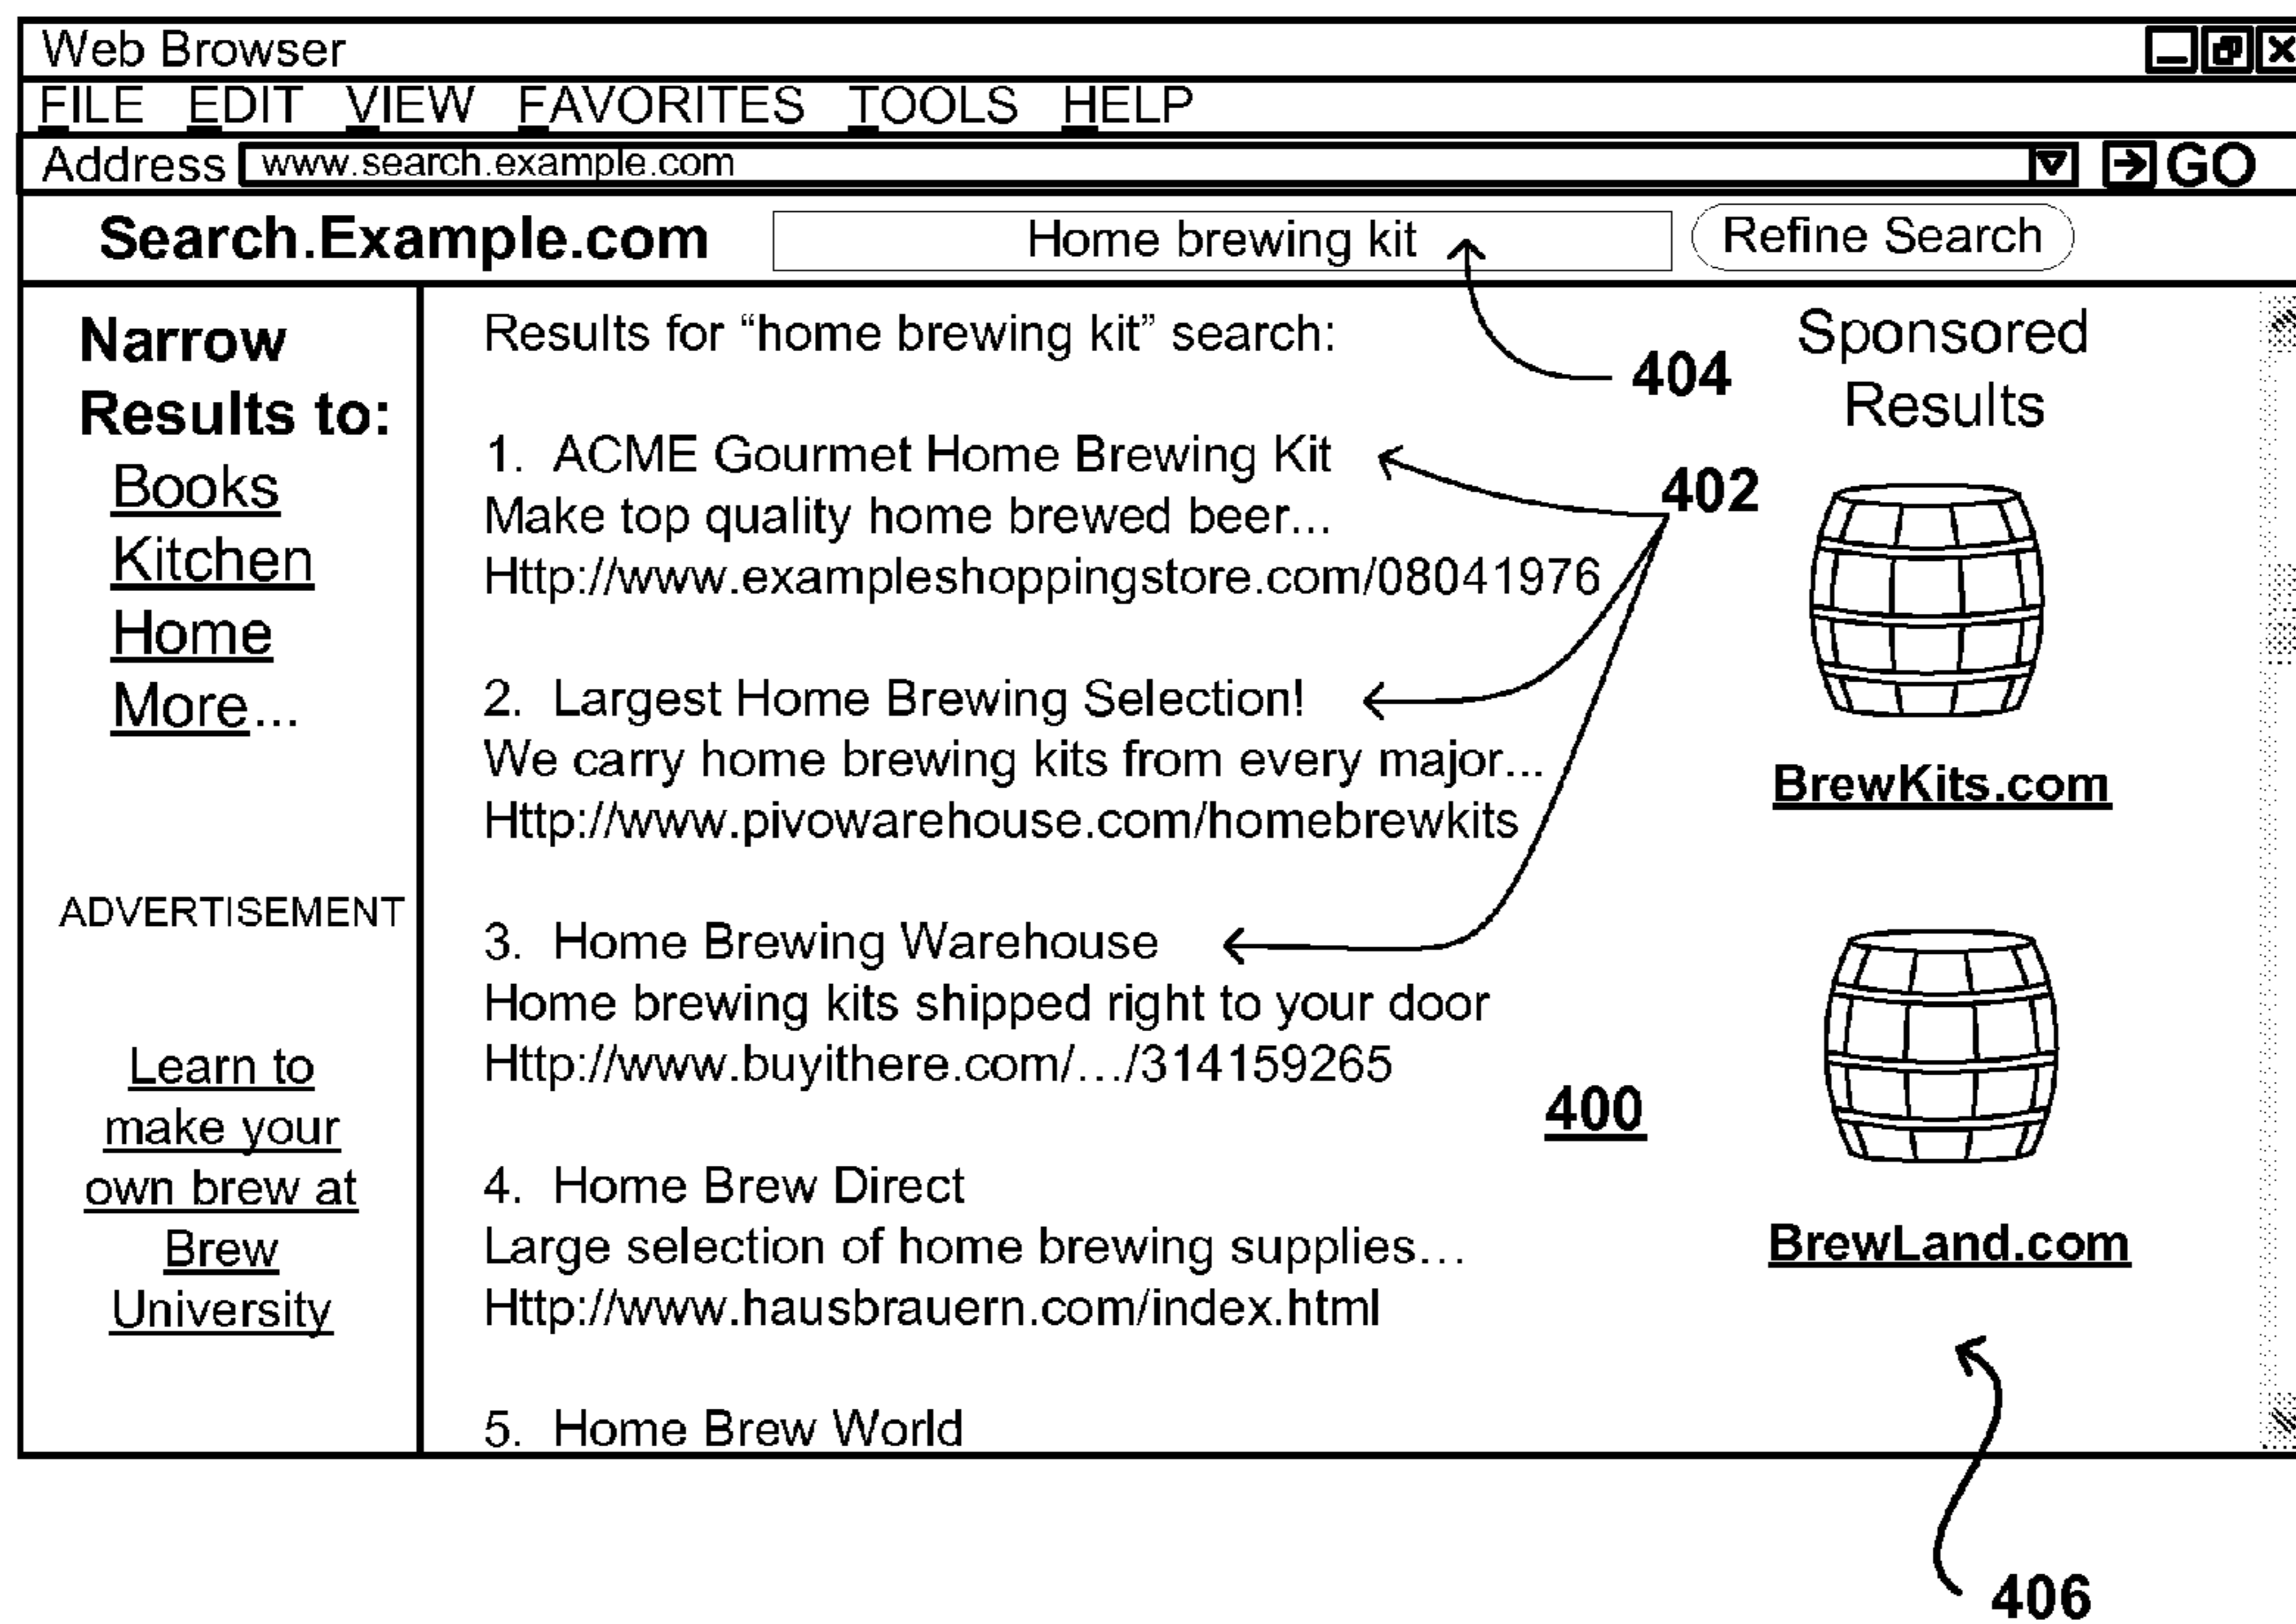 Web Browser
FILE EDIT VIEW FAVORITES TOOLS HELP
Address www.search.example.com GO
Search.Example.com Home brewing kit Refine Search
Narrow
Results to:
Books
Kitchen
Home
More...
ADVERTISEMENT
Learn to
make your
own brew at
Brew
University
Results for “home brewing kit” search:
1. ACME Gourmet Home Brewing Kit
Make top quality home brewed beer...
Http://www.exampleshoppingstore.com/08041976
2. Largest Home Brewing Selection!
We carry home brewing kits from every major...
Http://www.pivowarehouse.com/homebrewkits
3. Home Brewing Warehouse
Home brewing kits shipped right to your door
Http://www.buyithere.com/.../314159265
4. Home Brew Direct
Large selection of home brewing supplies...
Http://www.hausbrauern.com/index.html
5. Home Brew World
404
402
400
Sponsored
Results
BrewKits.com
BrewLand.com
406